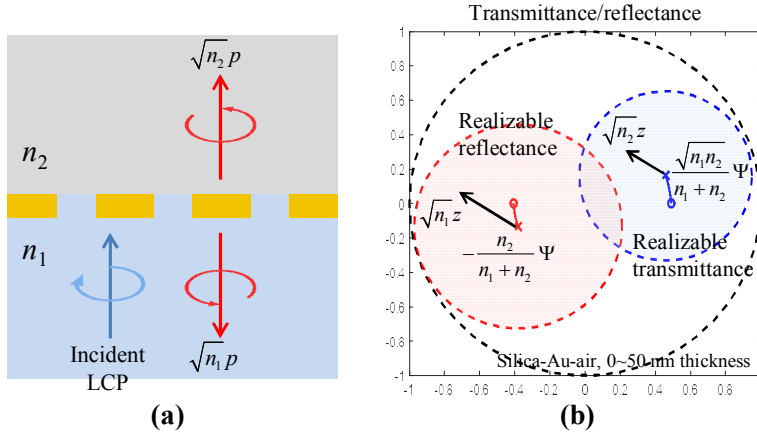 (a)
(b)
√n₂ p
n₂
n₁
Incident
LCP
√n₁ p
Transmittance/reflectance
1
0.8
0.6
0.4
0.2
0
-0.2
-0.4
-0.6
-0.8
-1
Realizable
reflectance
√n₂ z
√n₁n₂ / (n₁ + n₂) Ψ
√n₁ z
− n₂ / (n₁ + n₂) Ψ
Realizable
transmittance
Silica-Au-air, 0~50 nm thickness
-1 -0.8 -0.6 -0.4 -0.2 0 0.2 0.4 0.6 0.8
(a)
(b)